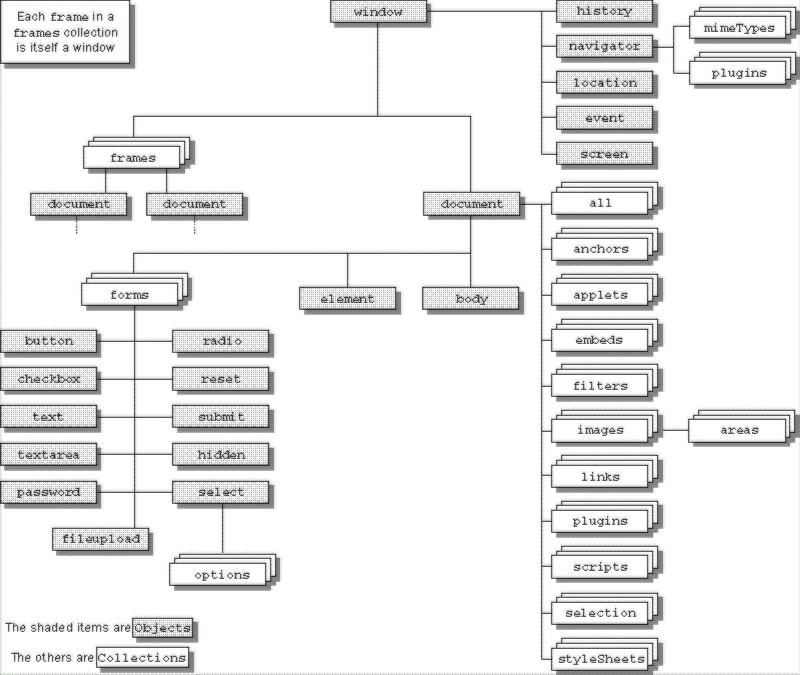 Each frame in a
frames collection
is itself a window
window
history
navigator
mimeTypes
plugins
location
event
screen
frames
document
document
document
all
anchors
applets
embeds
filters
images
areas
links
plugins
scripts
selection
styleSheets
forms
element
body
button
radio
checkbox
reset
text
submit
textarea
hidden
password
select
fileupload
options
The shaded items are Objects
The others are Collections